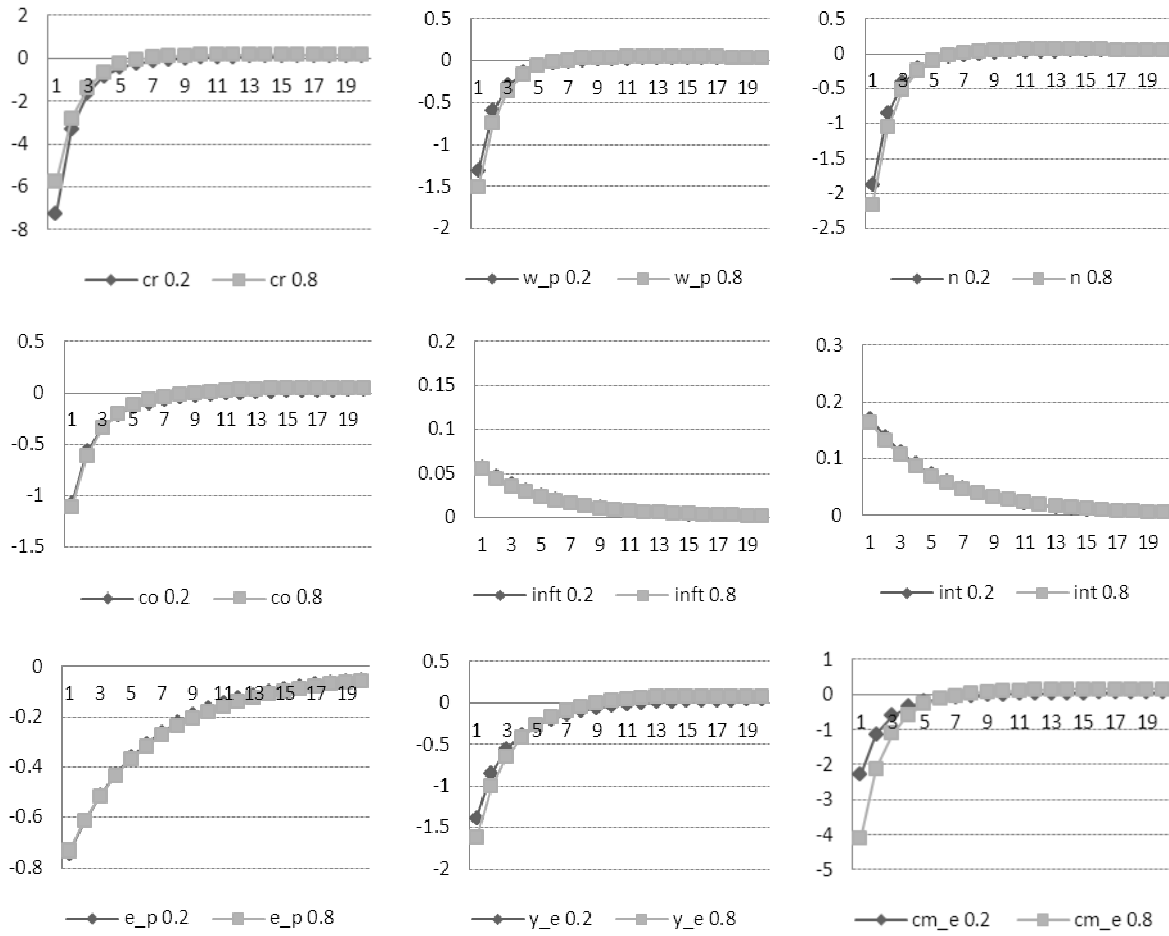 2
0
-2
-4
-6
-8
1 3 5 7 9 11 13 15 17 19
cr 0.2 cr 0.8
0.5
0
-0.5
-1
-1.5
-2
1 3 5 7 9 11 13 15 17 19
w_p 0.2 w_p 0.8
0.5
0
-0.5
-1
-1.5
-2
-2.5
1 3 5 7 9 11 13 15 17 19
n 0.2 n 0.8
0.5
0
-0.5
-1
-1.5
1 3 5 7 9 11 13 15 17 19
co 0.2 co 0.8
0.2
0.15
0.1
0.05
0
1 3 5 7 9 11 13 15 17 19
inft 0.2 inft 0.8
0.3
0.2
0.1
0
1 3 5 7 9 11 13 15 17 19
int 0.2 int 0.8
0
-0.2
-0.4
-0.6
-0.8
1 3 5 7 9 11 13 15 17 19
e_p 0.2 e_p 0.8
0.5
0
-0.5
-1
-1.5
-2
1 3 5 7 9 11 13 15 17 19
y_e 0.2 y_e 0.8
1
0
-1
-2
-3
-4
-5
1 3 5 7 9 11 13 15 17 19
cm_e 0.2 cm_e 0.8